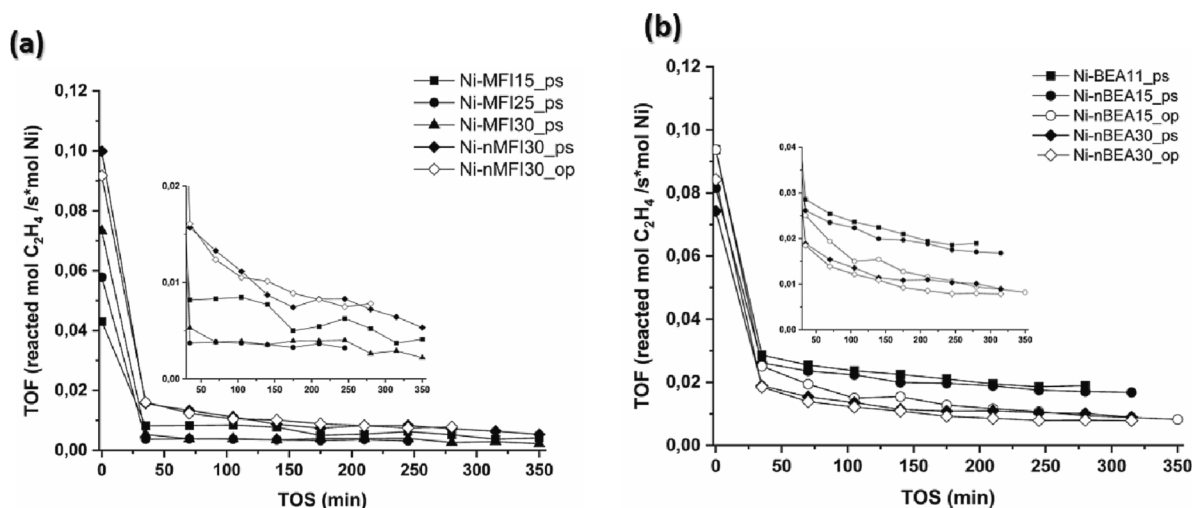 (a)
Ni-MFI15_ps
Ni-MFI25_ps
Ni-MFI30_ps
Ni-nMFI30_ps
Ni-nMFI30_op
TOF (reacted mol C₂H₄ /s*mol Ni)
0,12
0,10
0,08
0,06
0,04
0,02
0,00
0 50 100 150 200 250 300 350
TOS (min)
0,02
0,01
0,00
50 100 150 200 250 300 350
(b)
Ni-BEA11_ps
Ni-nBEA15_ps
Ni-nBEA15_op
Ni-nBEA30_ps
Ni-nBEA30_op
TOF (reacted mol C₂H₄ /s*mol Ni)
0,12
0,10
0,08
0,06
0,04
0,02
0,00
0 50 100 150 200 250 300 350
TOS (min)
0,04
0,03
0,02
0,01
0,00
50 100 150 200 250 300 350